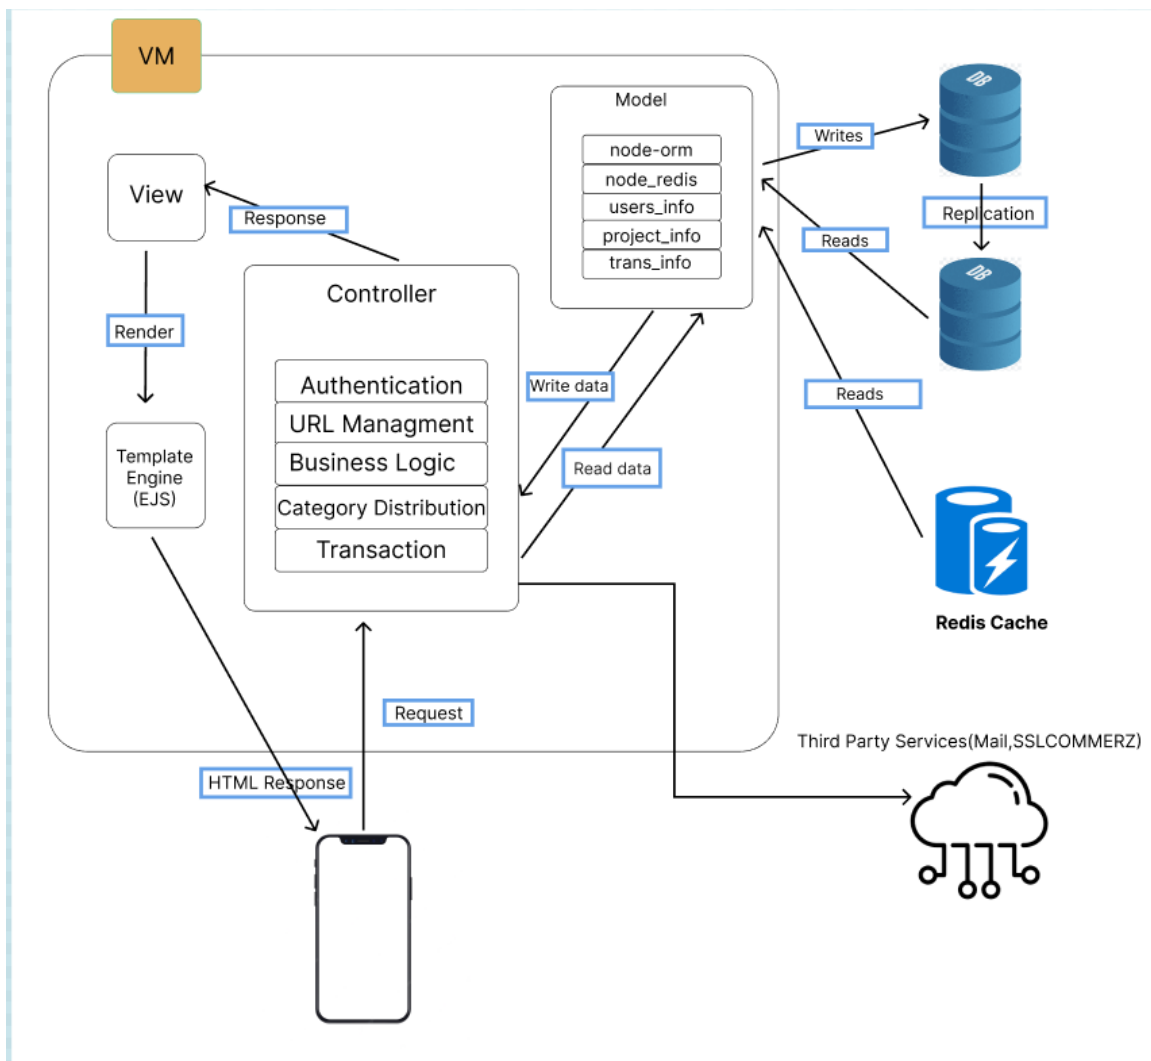 VM
Model
node-orm
node_redis
users_info
project_info
trans_info
DB
Writes
Replication
Reads
DB
View
Response
Controller
Render
Authentication
URL Managment
Business Logic
Category Distribution
Transaction
Write data
Read data
Reads
Template
Engine
(EJS)
Redis Cache
Request
Third Party Services(Mail,SSLCOMMERZ)
HTML Response